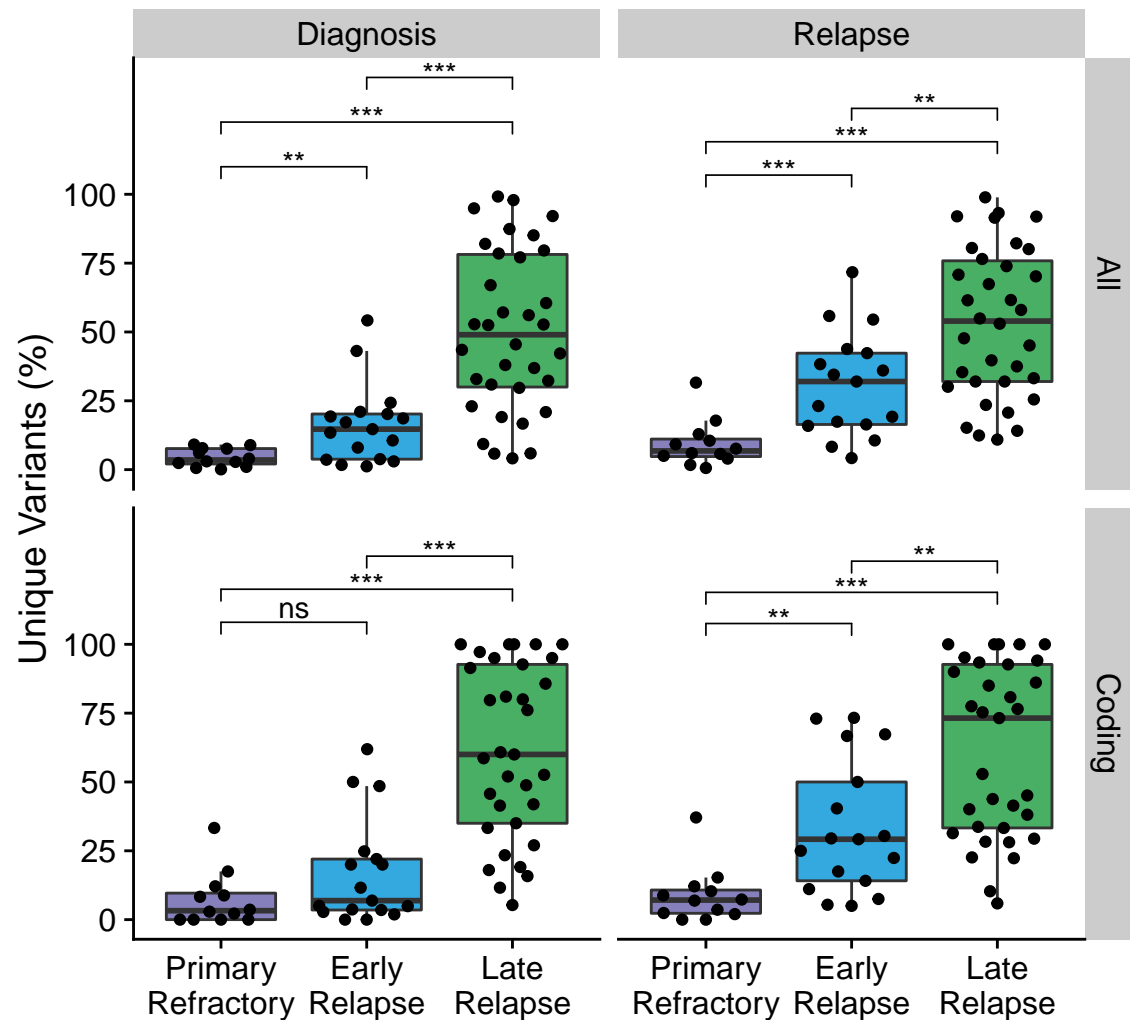 Diagnosis
Relapse
***
***
**
**
***
***
All
100
75
50
25
0
Unique Variants (%)
***
***
ns
**
***
**
Coding
100
75
50
25
0
Primary
Refractory
Early
Relapse
Late
Relapse
Primary
Refractory
Early
Relapse
Late
Relapse